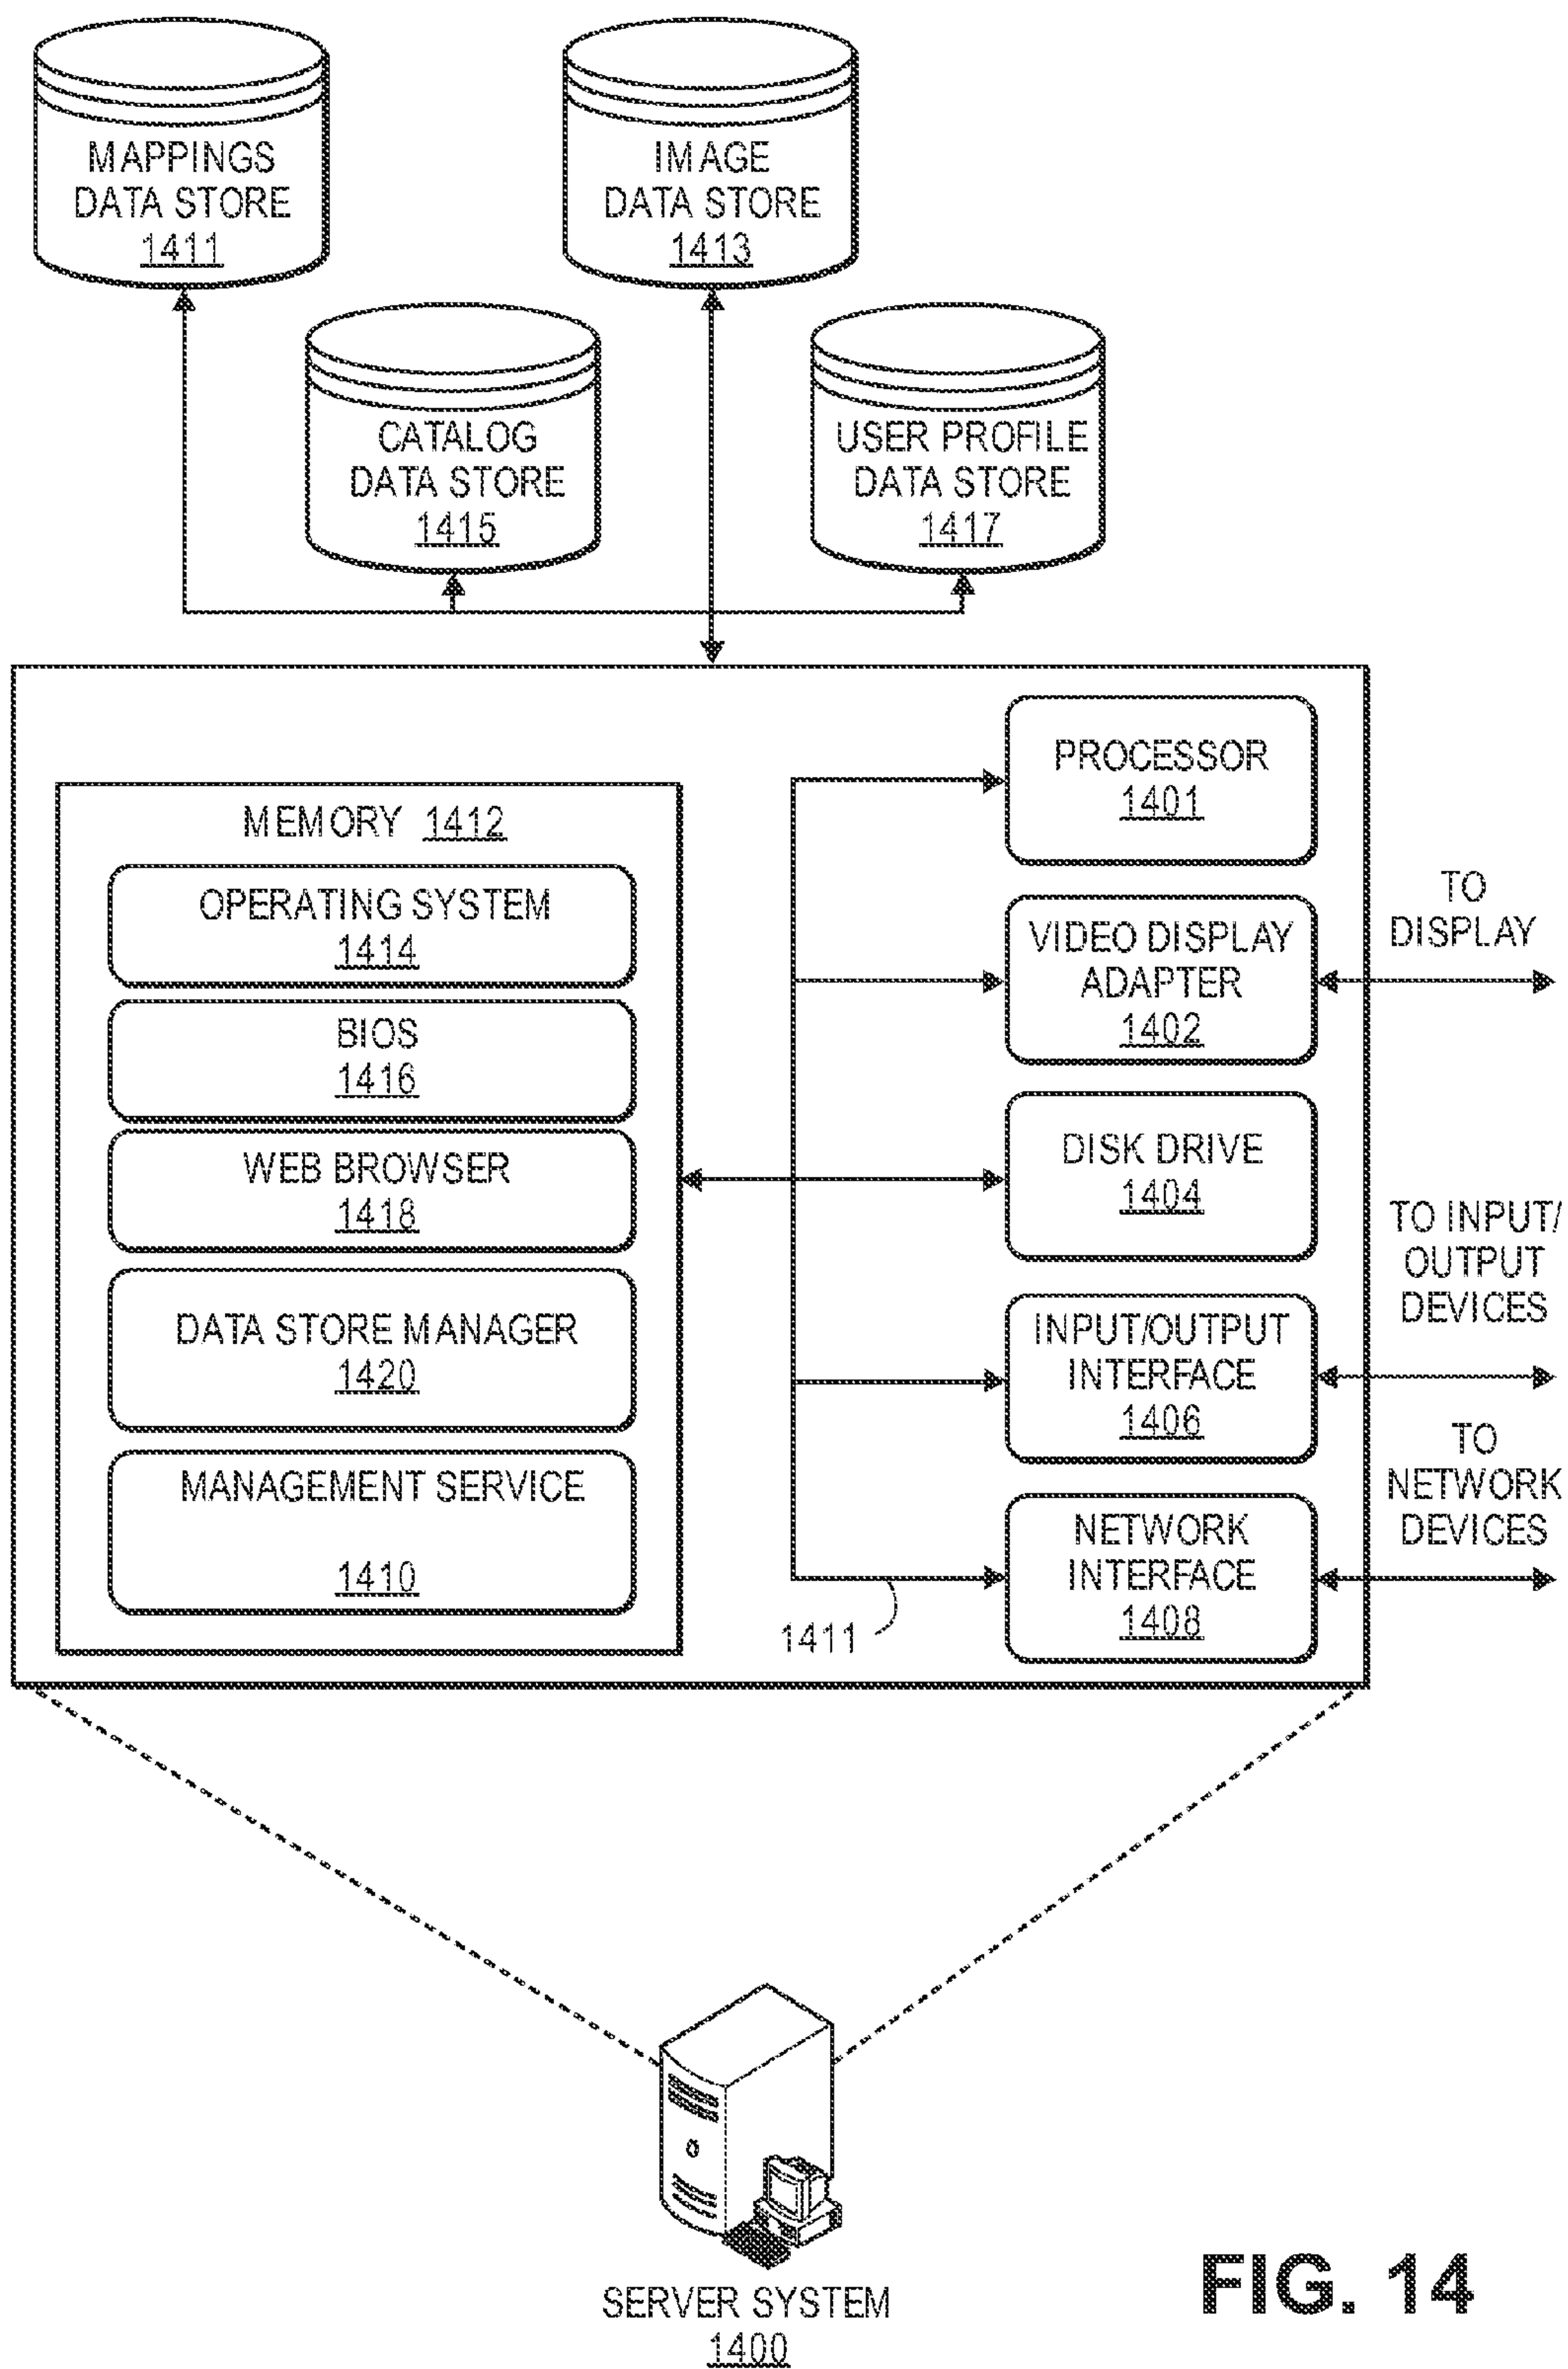 MAPPINGS
DATA STORE
1411
IMAGE
DATA STORE
1413
CATALOG
DATA STORE
1415
USER PROFILE
DATA STORE
1417
MEMORY 1412
OPERATING SYSTEM
1414
BIOS
1416
WEB BROWSER
1418
DATA STORE MANAGER
1420
MANAGEMENT SERVICE
1410
PROCESSOR
1401
VIDEO DISPLAY
ADAPTER
1402
DISK DRIVE
1404
INPUT/OUTPUT
INTERFACE
1406
NETWORK
INTERFACE
1408
1411
TO
DISPLAY
TO INPUT/
OUTPUT
DEVICES
TO
NETWORK
DEVICES
SERVER SYSTEM
1400
FIG. 14